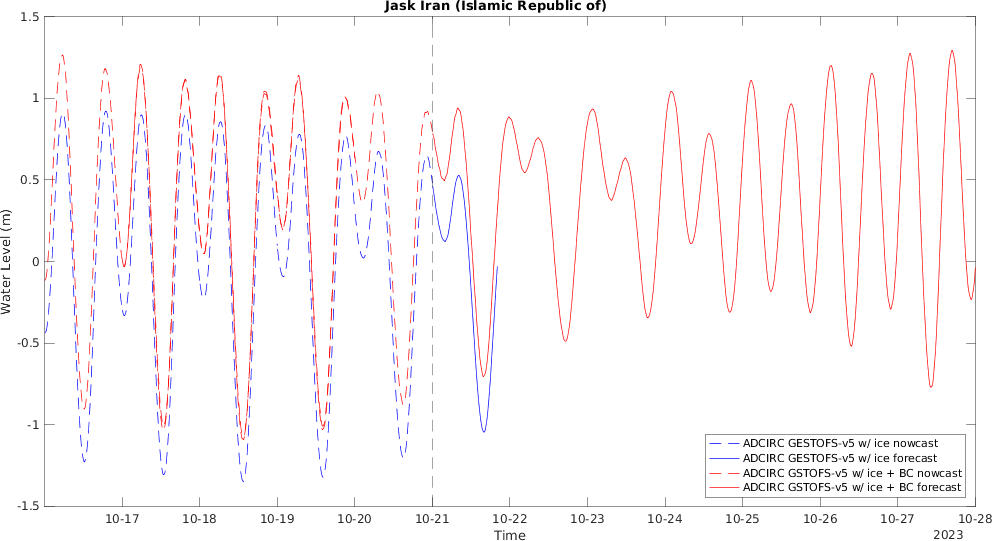 Jask Iran (Islamic Republic of)
1.5
1
0.5
0
-0.5
-1
-1.5
Water Level (m)
ADCIRC GESTOFS-v5 w/ ice nowcast
ADCIRC GESTOFS-v5 w/ ice forecast
ADCIRC GSTOFS-v5 w/ ice + BC nowcast
ADCIRC GSTOFS-v5 w/ ice + BC forecast
10-17 10-18 10-19 10-20 10-21 10-22 10-23 10-24 10-25 10-26 10-27 10-28
Time
2023